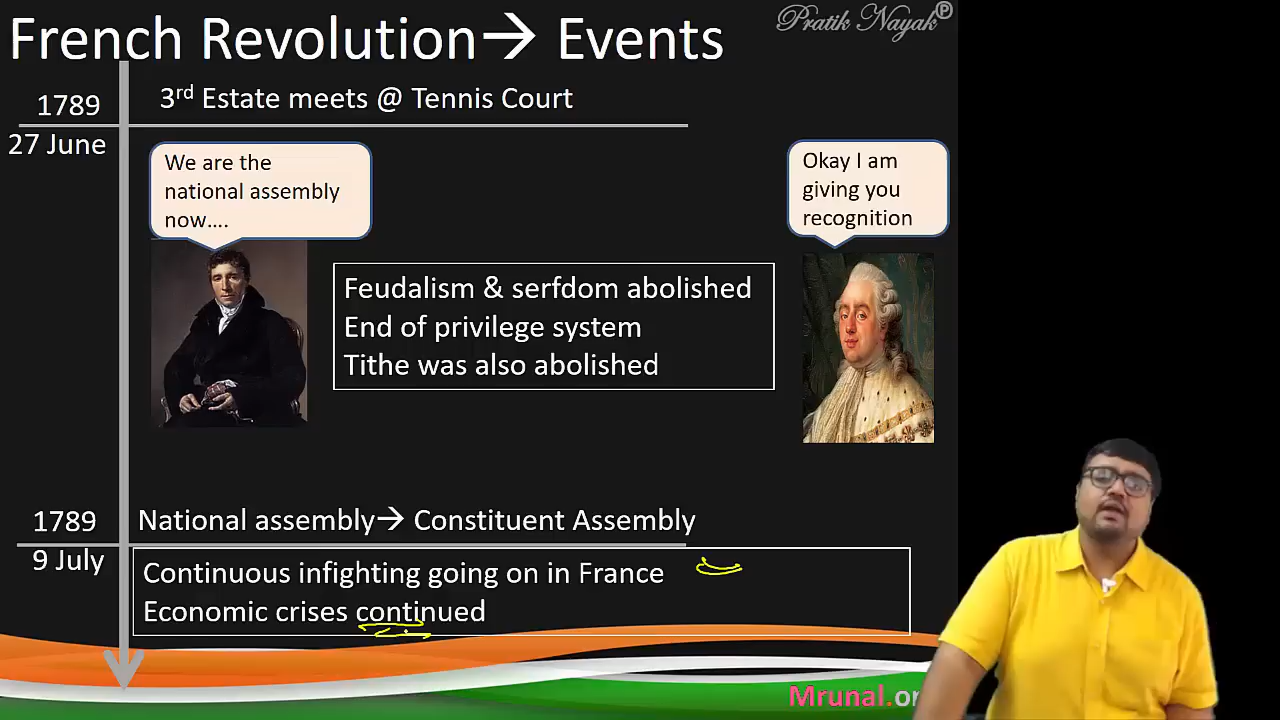 French Revolution→ Events
Pratik Nayak℗
1789
3rd Estate meets @ Tennis Court
27 June
We are the
national assembly
now....
Okay I am
giving you
recognition
Feudalism & serfdom abolished
End of privilege system
Tithe was also abolished
1789
National assembly→ Constituent Assembly
9 July
Continuous infighting going on in France
Economic crises continued
Mrunal.or